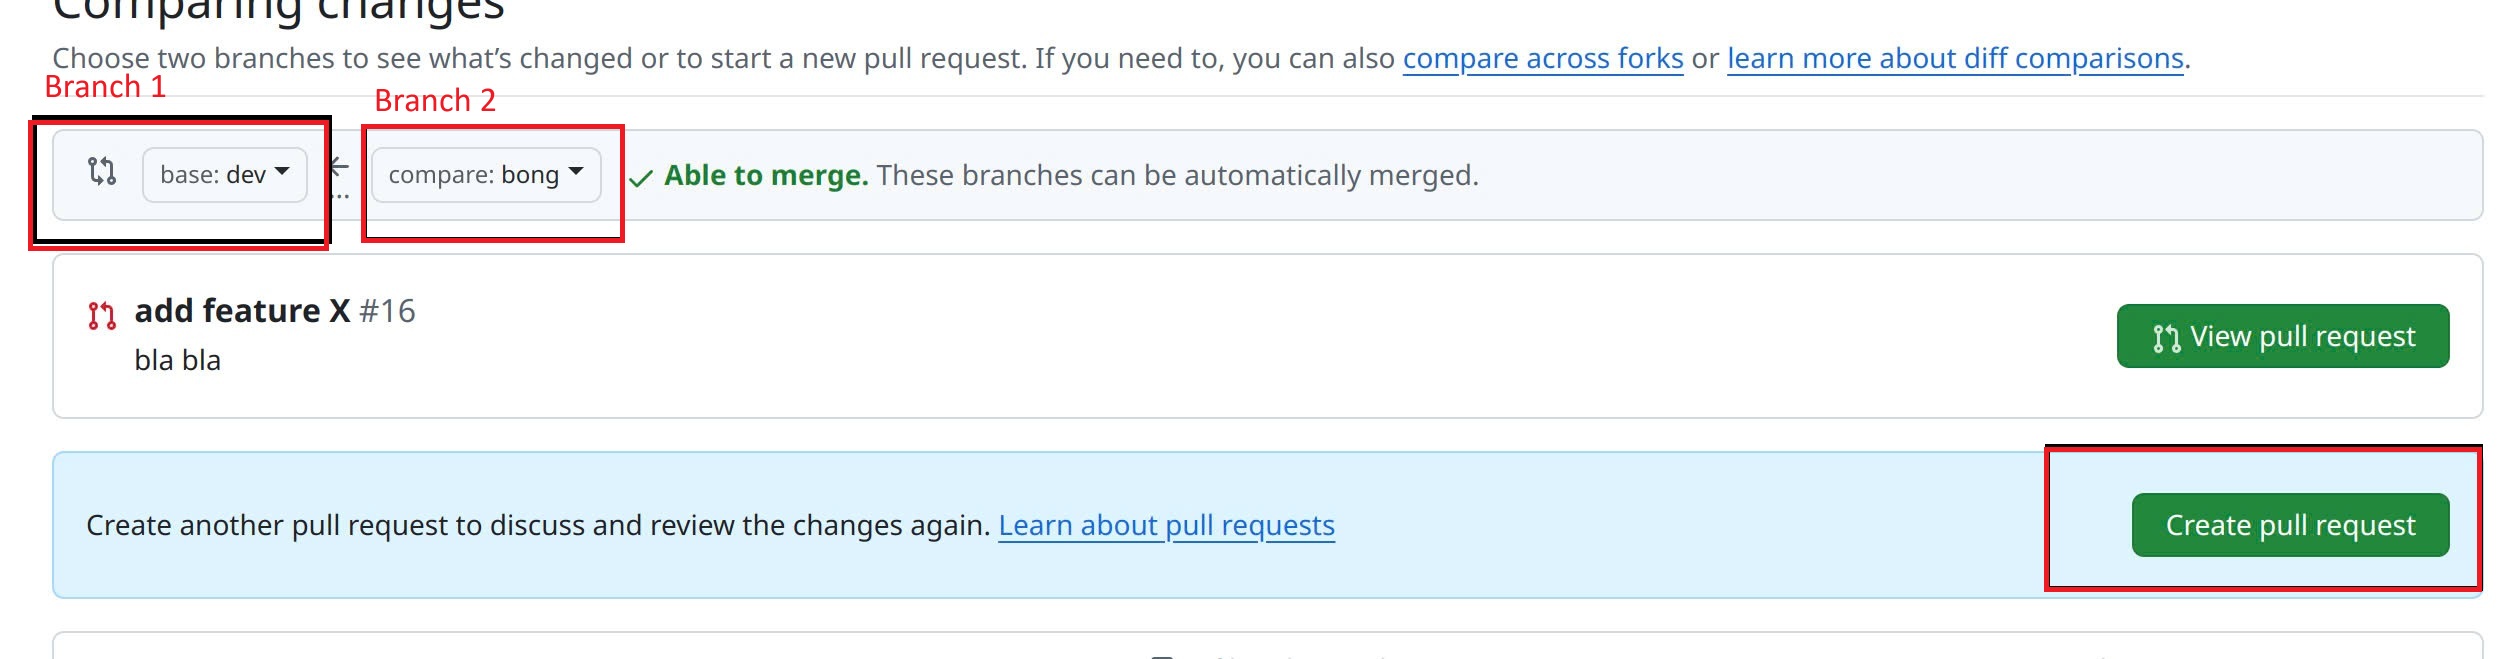 Comparing changes
Choose two branches to see what’s changed or to start a new pull request. If you need to, you can also compare across forks or learn more about diff comparisons.
Branch 1
Branch 2
base: dev
...
compare: bong
Able to merge. These branches can be automatically merged.
add feature X #16
bla bla
View pull request
Create another pull request to discuss and review the changes again. Learn about pull requests
Create pull request